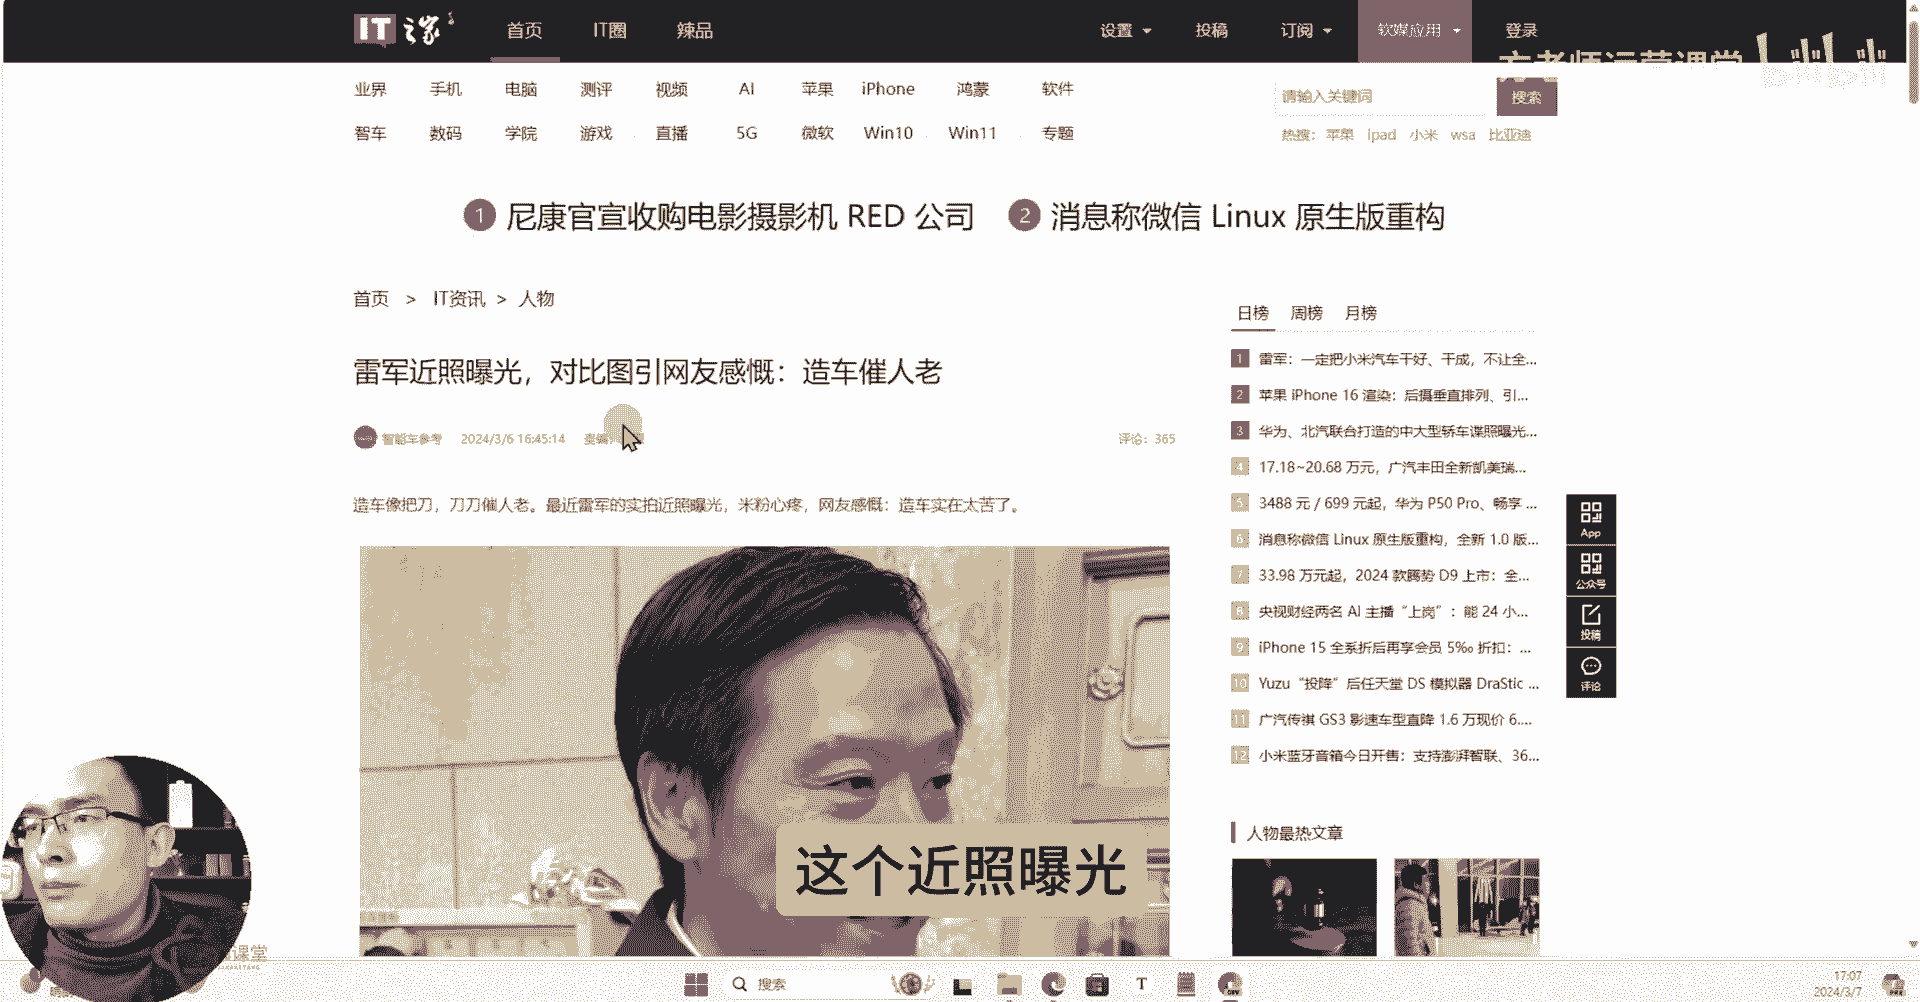 IT之家 首页 IT圈 辣品 设置 投稿 订阅 软媒应用 登录
方老师运营课堂 bilibili
业界 手机 电脑 测评 视频 AI 苹果 iPhone 鸿蒙 软件
请输入关键词 搜索
智车 数码 学院 游戏 直播 5G 微软 Win10 Win11 专题
热搜: 苹果 ipad 小米 wsa 比亚迪
1 尼康官宣收购电影摄影机 RED 公司 2 消息称微信 Linux 原生版重构
首页 > IT资讯 > 人物
雷军近照曝光，对比图引网友感慨：造车催人老
智能车参考 2024/3/6 16:45:14
评论：365
造车像把刀，刀刀催人老。最近雷军的实拍近照曝光，米粉心疼，网友感慨：造车实在太苦了。
这个近照曝光
日榜 周榜 月榜
1 雷军：一定把小米汽车干好、干成，不让全...
2 苹果 iPhone 16 渲染：后摄垂直排列、引...
3 华为、北汽联合打造的中大型轿车谍照曝光...
4 17.18~20.68 万元，广汽丰田全新凯美瑞...
5 3488 元 / 699 元起，华为 P50 Pro、畅享 ...
6 消息称微信 Linux 原生版重构，全新 1.0 版...
7 33.98 万元起，2024 款腾势 D9 上市：全...
8 央视财经两名 AI 主播“上岗”：能 24 小...
9 iPhone 15 全系折后再享会员 5‰ 折扣：...
10 Yuzu“投降”后任天堂 DS 模拟器 DraStic ...
11 广汽传祺 GS3 影速车型直降 1.6 万现价 6....
12 小米蓝牙音箱今日开售：支持澎湃智联、36...
人物最热文章
App
公众号
投稿
评论
课堂
搜索
17:07
2024/3/7